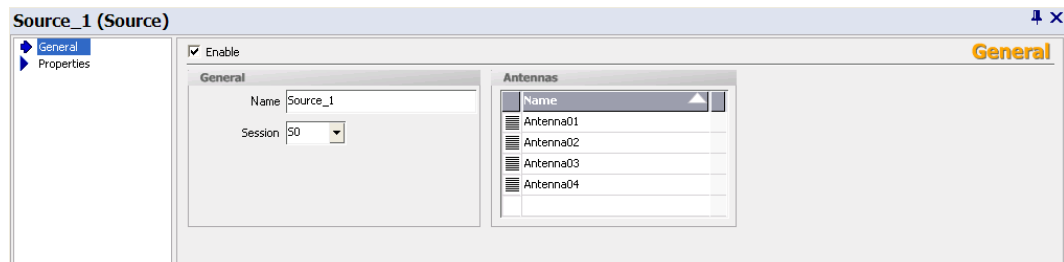 Source_1 (Source)
General
Properties
Enable
General
General
Name Source_1
Session S0
Antennas
Name
Antenna01
Antenna02
Antenna03
Antenna04